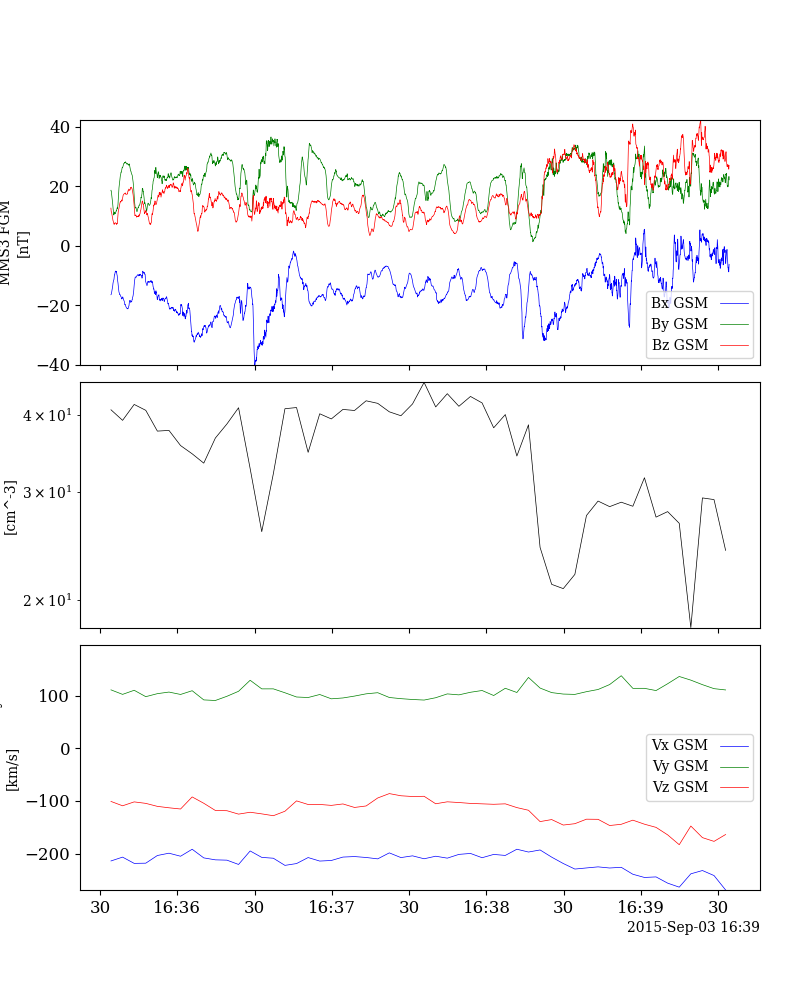 40
20
0
−20
−40
MMS3 FGM
[nT]
Bx GSM
By GSM
Bz GSM
4 × 10¹
3 × 10¹
2 × 10¹
[cm^-3]
100
0
−100
−200
[km/s]
Vx GSM
Vy GSM
Vz GSM
30 16:36 30 16:37 30 16:38 30 16:39 30
2015-Sep-03 16:39